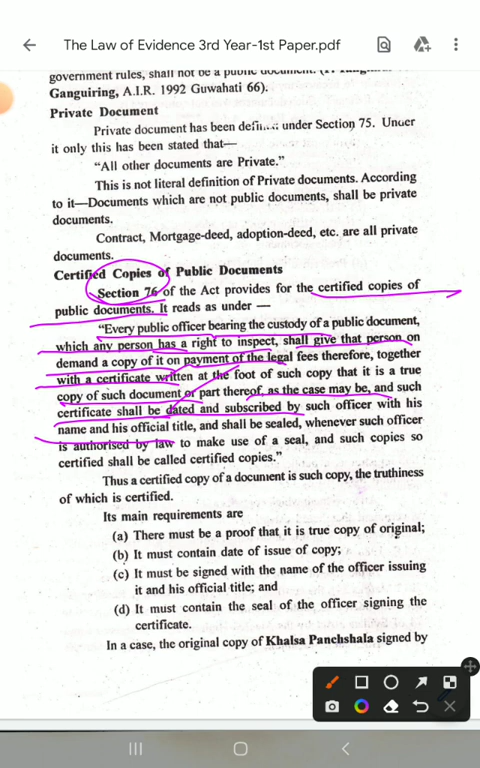 The Law of Evidence 3rd Year-1st Paper.pdf
government rules, shall not be a public document.
Ganguiring, A.I.R. 1992 Guwahati 66).
Private Document
Private document has been defin under Section 75. Under
it only this has been stated that—
“All other documents are Private.”
This is not literal definition of Private documents. According
to it—Documents which are not public documents, shall be private
documents.
Contract, Mortgage-deed, adoption-deed, etc. are all private
documents.
Certified Copies of Public Documents
Section 76 of the Act provides for the certified copies of
public documents. It reads as under —
“Every public officer bearing the custody of a public document,
which any person has a right to inspect, shall give that person on
demand a copy of it on payment of the legal fees therefore, together
with a certificate written at the foot of such copy that it is a true
copy of such document or part thereof, as the case may be, and such
certificate shall be dated and subscribed by such officer with his
name and his official title, and shall be sealed, whenever such officer
is authorised by law to make use of a seal, and such copies so
certified shall be called certified copies.”
Thus a certified copy of a document is such copy, the truthiness
of which is certified.
Its main requirements are
(a) There must be a proof that it is true copy of original;
(b) It must contain date of issue of copy;
(c) It must be signed with the name of the officer issuing
it and his official title; and
(d) It must contain the seal of the officer signing the
certificate.
In a case, the original copy of Khalsa Panchshala signed by